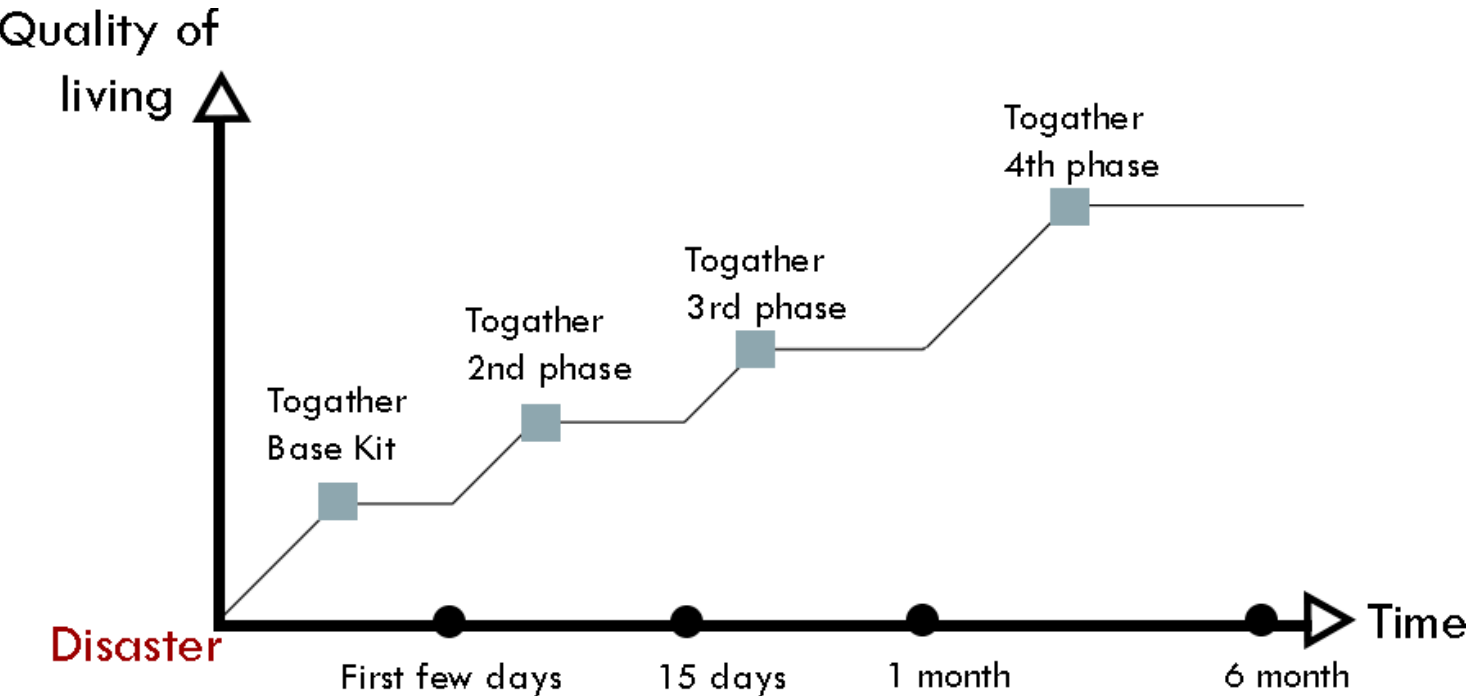 Quality of
living
Togather
4th phase
Togather
3rd phase
Togather
2nd phase
Togather
Base Kit
Disaster
Time
First few days
15 days
1 month
6 month